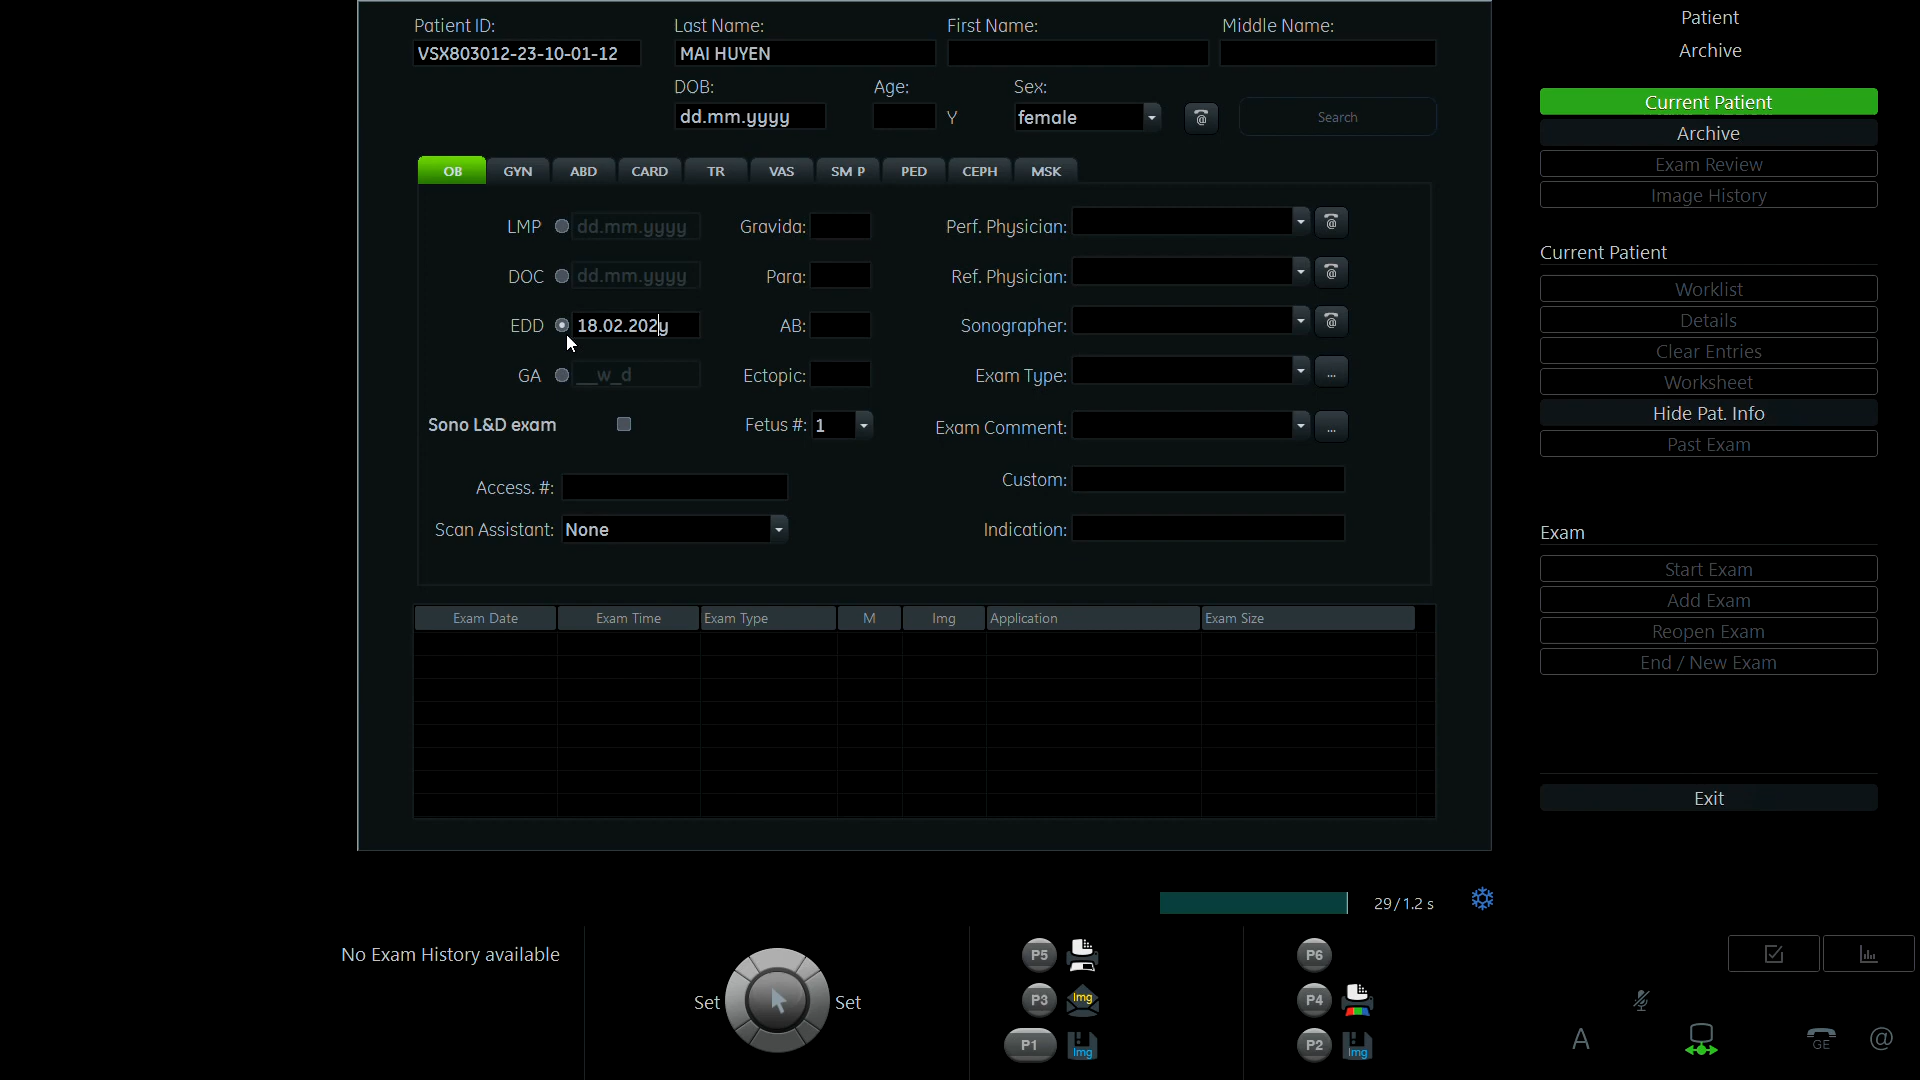 Patient ID: Last Name: First Name: Middle Name:
VSX803012-23-10-01-12 MAI HUYEN
DOB: Age: Sex:
dd.mm.yyyy Y female Search
OB GYN ABD CARD TR VAS SM P PED CEPH MSK
LMP dd.mm.yyyy Gravida: Perf. Physician:
DOC dd.mm.yyyy Para: Ref. Physician:
EDD 18.02.202y AB: Sonographer:
GA __w_d Ectopic: Exam Type: ...
Sono L&D exam Fetus #: 1 Exam Comment: ...
Access. #: Custom:
Scan Assistant: None Indication:
Exam Date Exam Time Exam Type M Img Application Exam Size
29/1.2 s
No Exam History available
Set Set
P5
P3 Img
P1 Img
P6
P4
P2 Img
Patient
Archive
Current Patient
Archive
Exam Review
Image History
Current Patient
Worklist
Details
Clear Entries
Worksheet
Hide Pat. Info
Past Exam
Exam
Start Exam
Add Exam
Reopen Exam
End / New Exam
Exit
A GE @